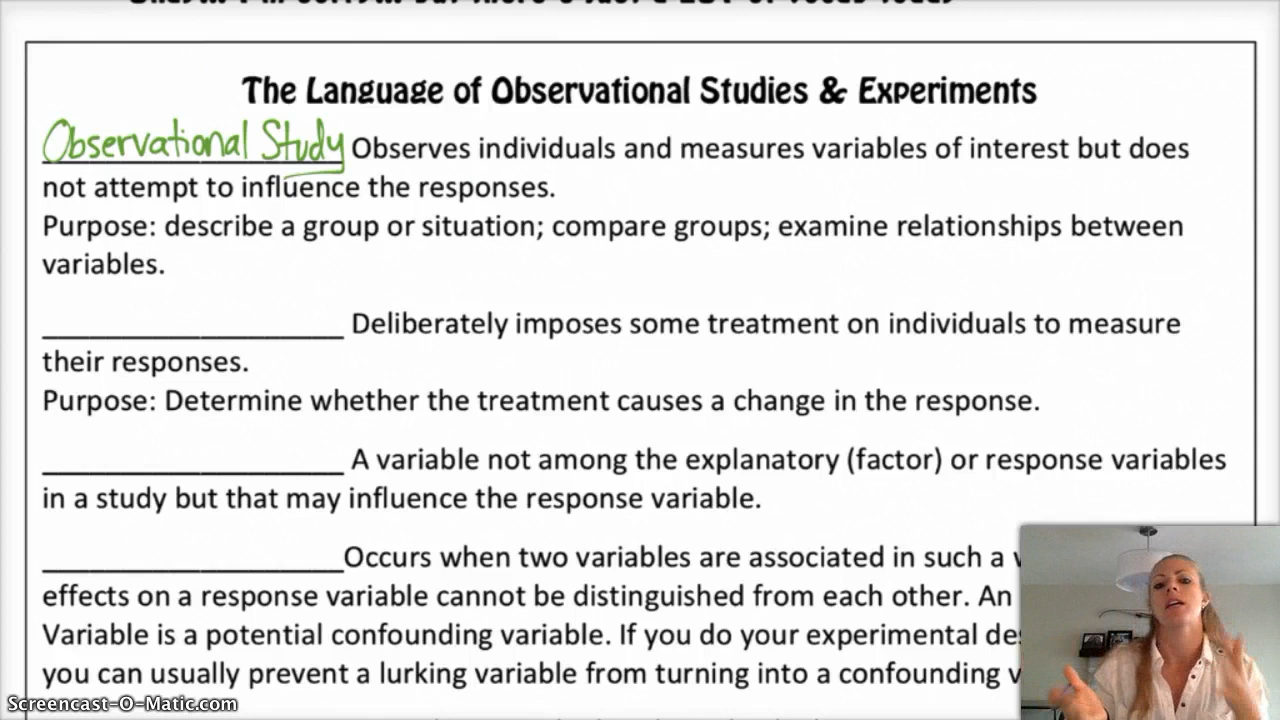 The Language of Observational Studies & Experiments
Observational Study Observes individuals and measures variables of interest but does
not attempt to influence the responses.
Purpose: describe a group or situation; compare groups; examine relationships between
variables.
____________________ Deliberately imposes some treatment on individuals to measure
their responses.
Purpose: Determine whether the treatment causes a change in the response.
____________________ A variable not among the explanatory (factor) or response variables
in a study but that may influence the response variable.
____________________Occurs when two variables are associated in such a
effects on a response variable cannot be distinguished from each other. An
Variable is a potential confounding variable. If you do your experimental
you can usually prevent a lurking variable from turning into a confounding
Screencast-O-Matic.com